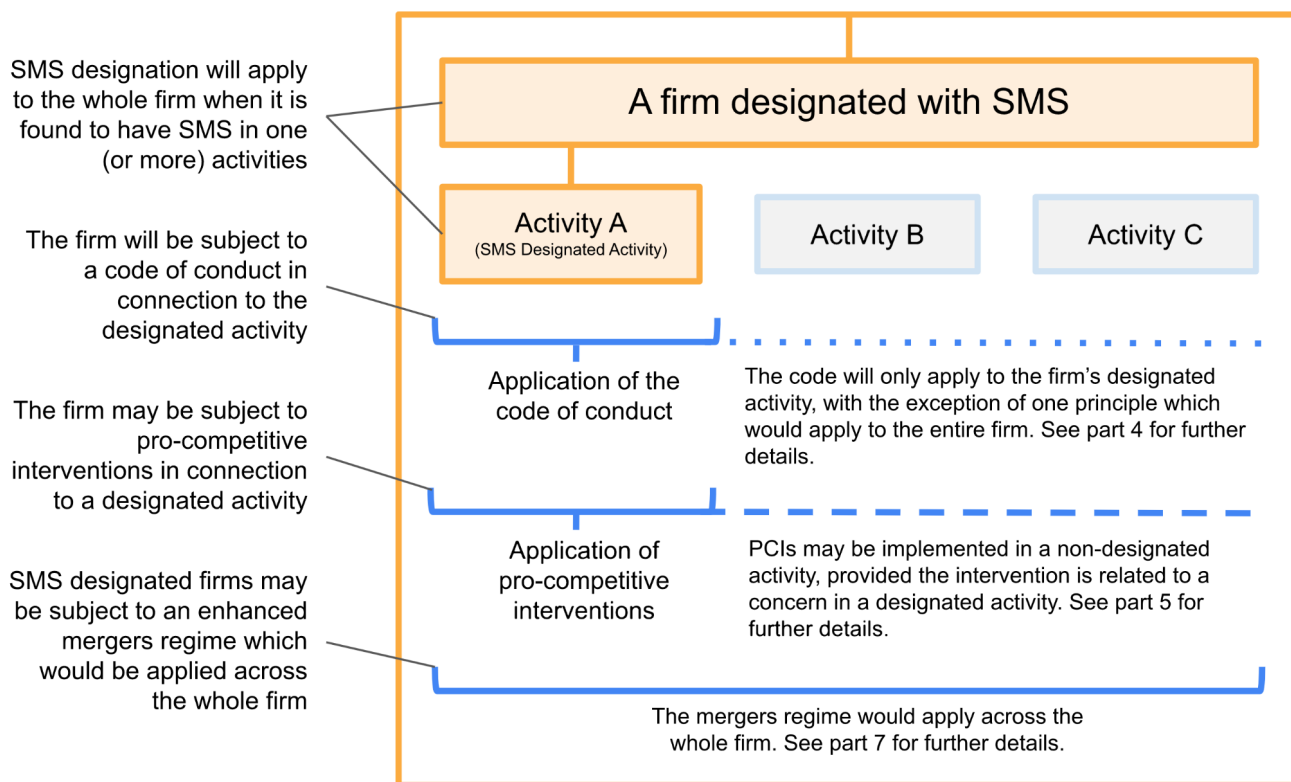 SMS designation will apply
to the whole firm when it is
found to have SMS in one
(or more) activities
A firm designated with SMS
Activity A
(SMS Designated Activity)
Activity B
Activity C
The firm will be subject to
a code of conduct in
connection to the
designated activity
Application of the
code of conduct
The code will only apply to the firm’s designated
activity, with the exception of one principle which
would apply to the entire firm. See part 4 for further
details.
The firm may be subject to
pro-competitive
interventions in connection
to a designated activity
Application of
pro-competitive
interventions
PCIs may be implemented in a non-designated
activity, provided the intervention is related to a
concern in a designated activity. See part 5 for
further details.
SMS designated firms may
be subject to an enhanced
mergers regime which
would be applied across
the whole firm
The mergers regime would apply across the
whole firm. See part 7 for further details.